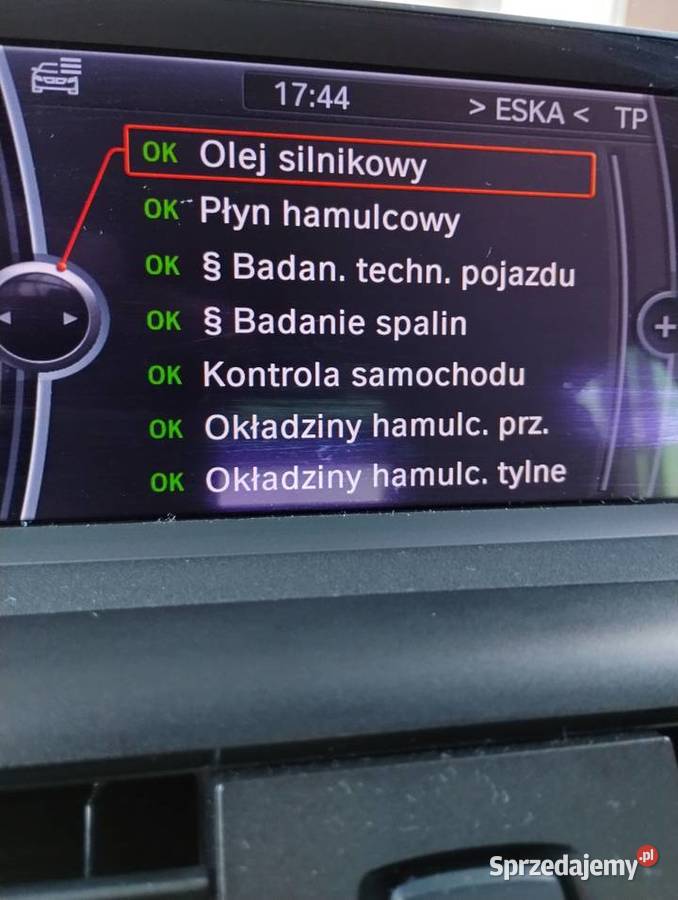 17:44
> ESKA <
TP
OK Olej silnikowy
OK Płyn hamulcowy
OK § Badan. techn. pojazdu
OK § Badanie spalin
OK Kontrola samochodu
OK Okładziny hamulc. prz.
OK Okładziny hamulc. tylne
+
Sprzedajemy.pl